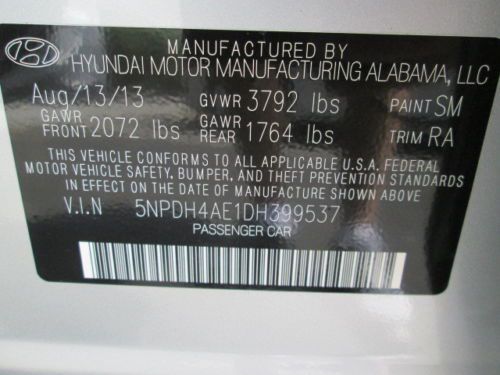 MANUFACTURED BY
HYUNDAI MOTOR MANUFACTURING ALABAMA, LLC
Aug/13/13 GVWR 3792 lbs PAINT SM
GAWR FRONT 2072 lbs GAWR REAR 1764 lbs TRIM RA
THIS VEHICLE CONFORMS TO ALL APPLICABLE FEDERAL
MOTOR VEHICLE SAFETY, BUMPER, AND THEFT PREVENTION STANDARDS
IN EFFECT ON THE DATE OF MANUFACTURE SHOWN ABOVE.
V.I.N 5NPDH4AE1DH399537
PASSENGER CAR